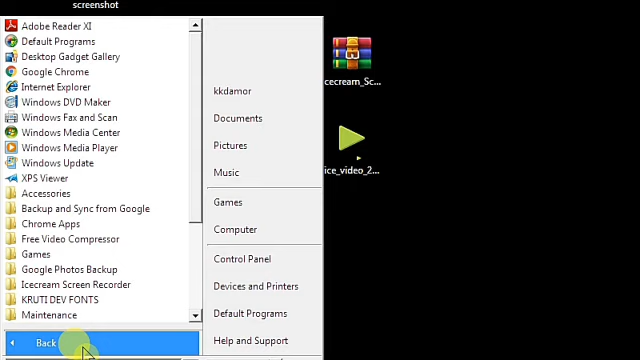 screenshot
Adobe Reader XI
Default Programs
Desktop Gadget Gallery
Google Chrome
Internet Explorer
Windows DVD Maker
Windows Fax and Scan
Windows Media Center
Windows Media Player
Windows Update
XPS Viewer
Accessories
Backup and Sync from Google
Chrome Apps
Free Video Compressor
Games
Google Photos Backup
Icecream Screen Recorder
KRUTI DEV FONTS
Maintenance
Back
kkdamor
Documents
Pictures
Music
Games
Computer
Control Panel
Devices and Printers
Default Programs
Help and Support
icecream_Sc...
ice_video_2...